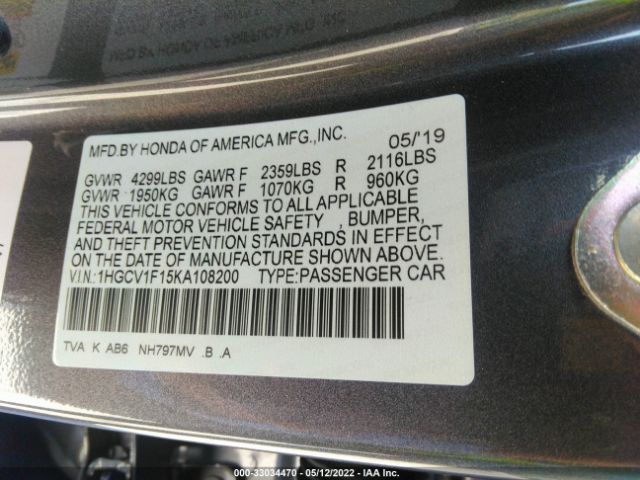 MFD.BY HONDA OF AMERICA MFG.,INC. 05/'19
GVWR 4299LBS GAWR F 2359LBS R 2116LBS
GVWR 1950KG GAWR F 1070KG R 960KG
THIS VEHICLE CONFORMS TO ALL APPLICABLE
FEDERAL MOTOR VEHICLE SAFETY , BUMPER,
AND THEFT PREVENTION STANDARDS IN EFFECT
ON THE DATE OF MANUFACTURE SHOWN ABOVE.
V.I.N.:1HGCV1F15KA108200 TYPE:PASSENGER CAR
TVA K AB6 NH797MV .B .A
000-33034470 - 05/12/2022 - IAA Inc.